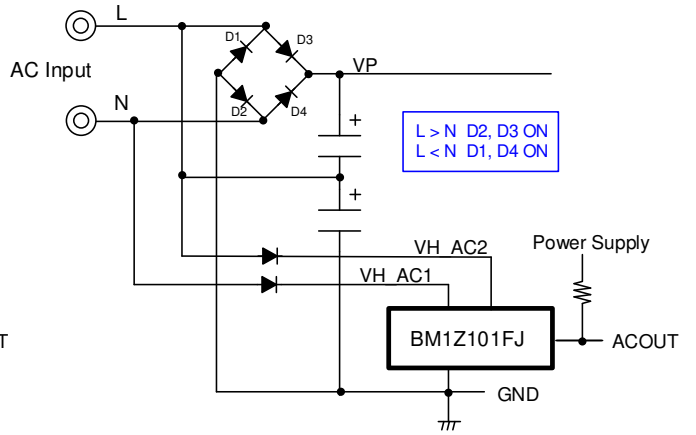 L
D1
D3
AC Input
VP
N
D2
D4
+
L > N D2, D3 ON
L < N D1, D4 ON
+
VH_AC2
Power Supply
VH_AC1
BM1Z101FJ
T
ACOUT
GND